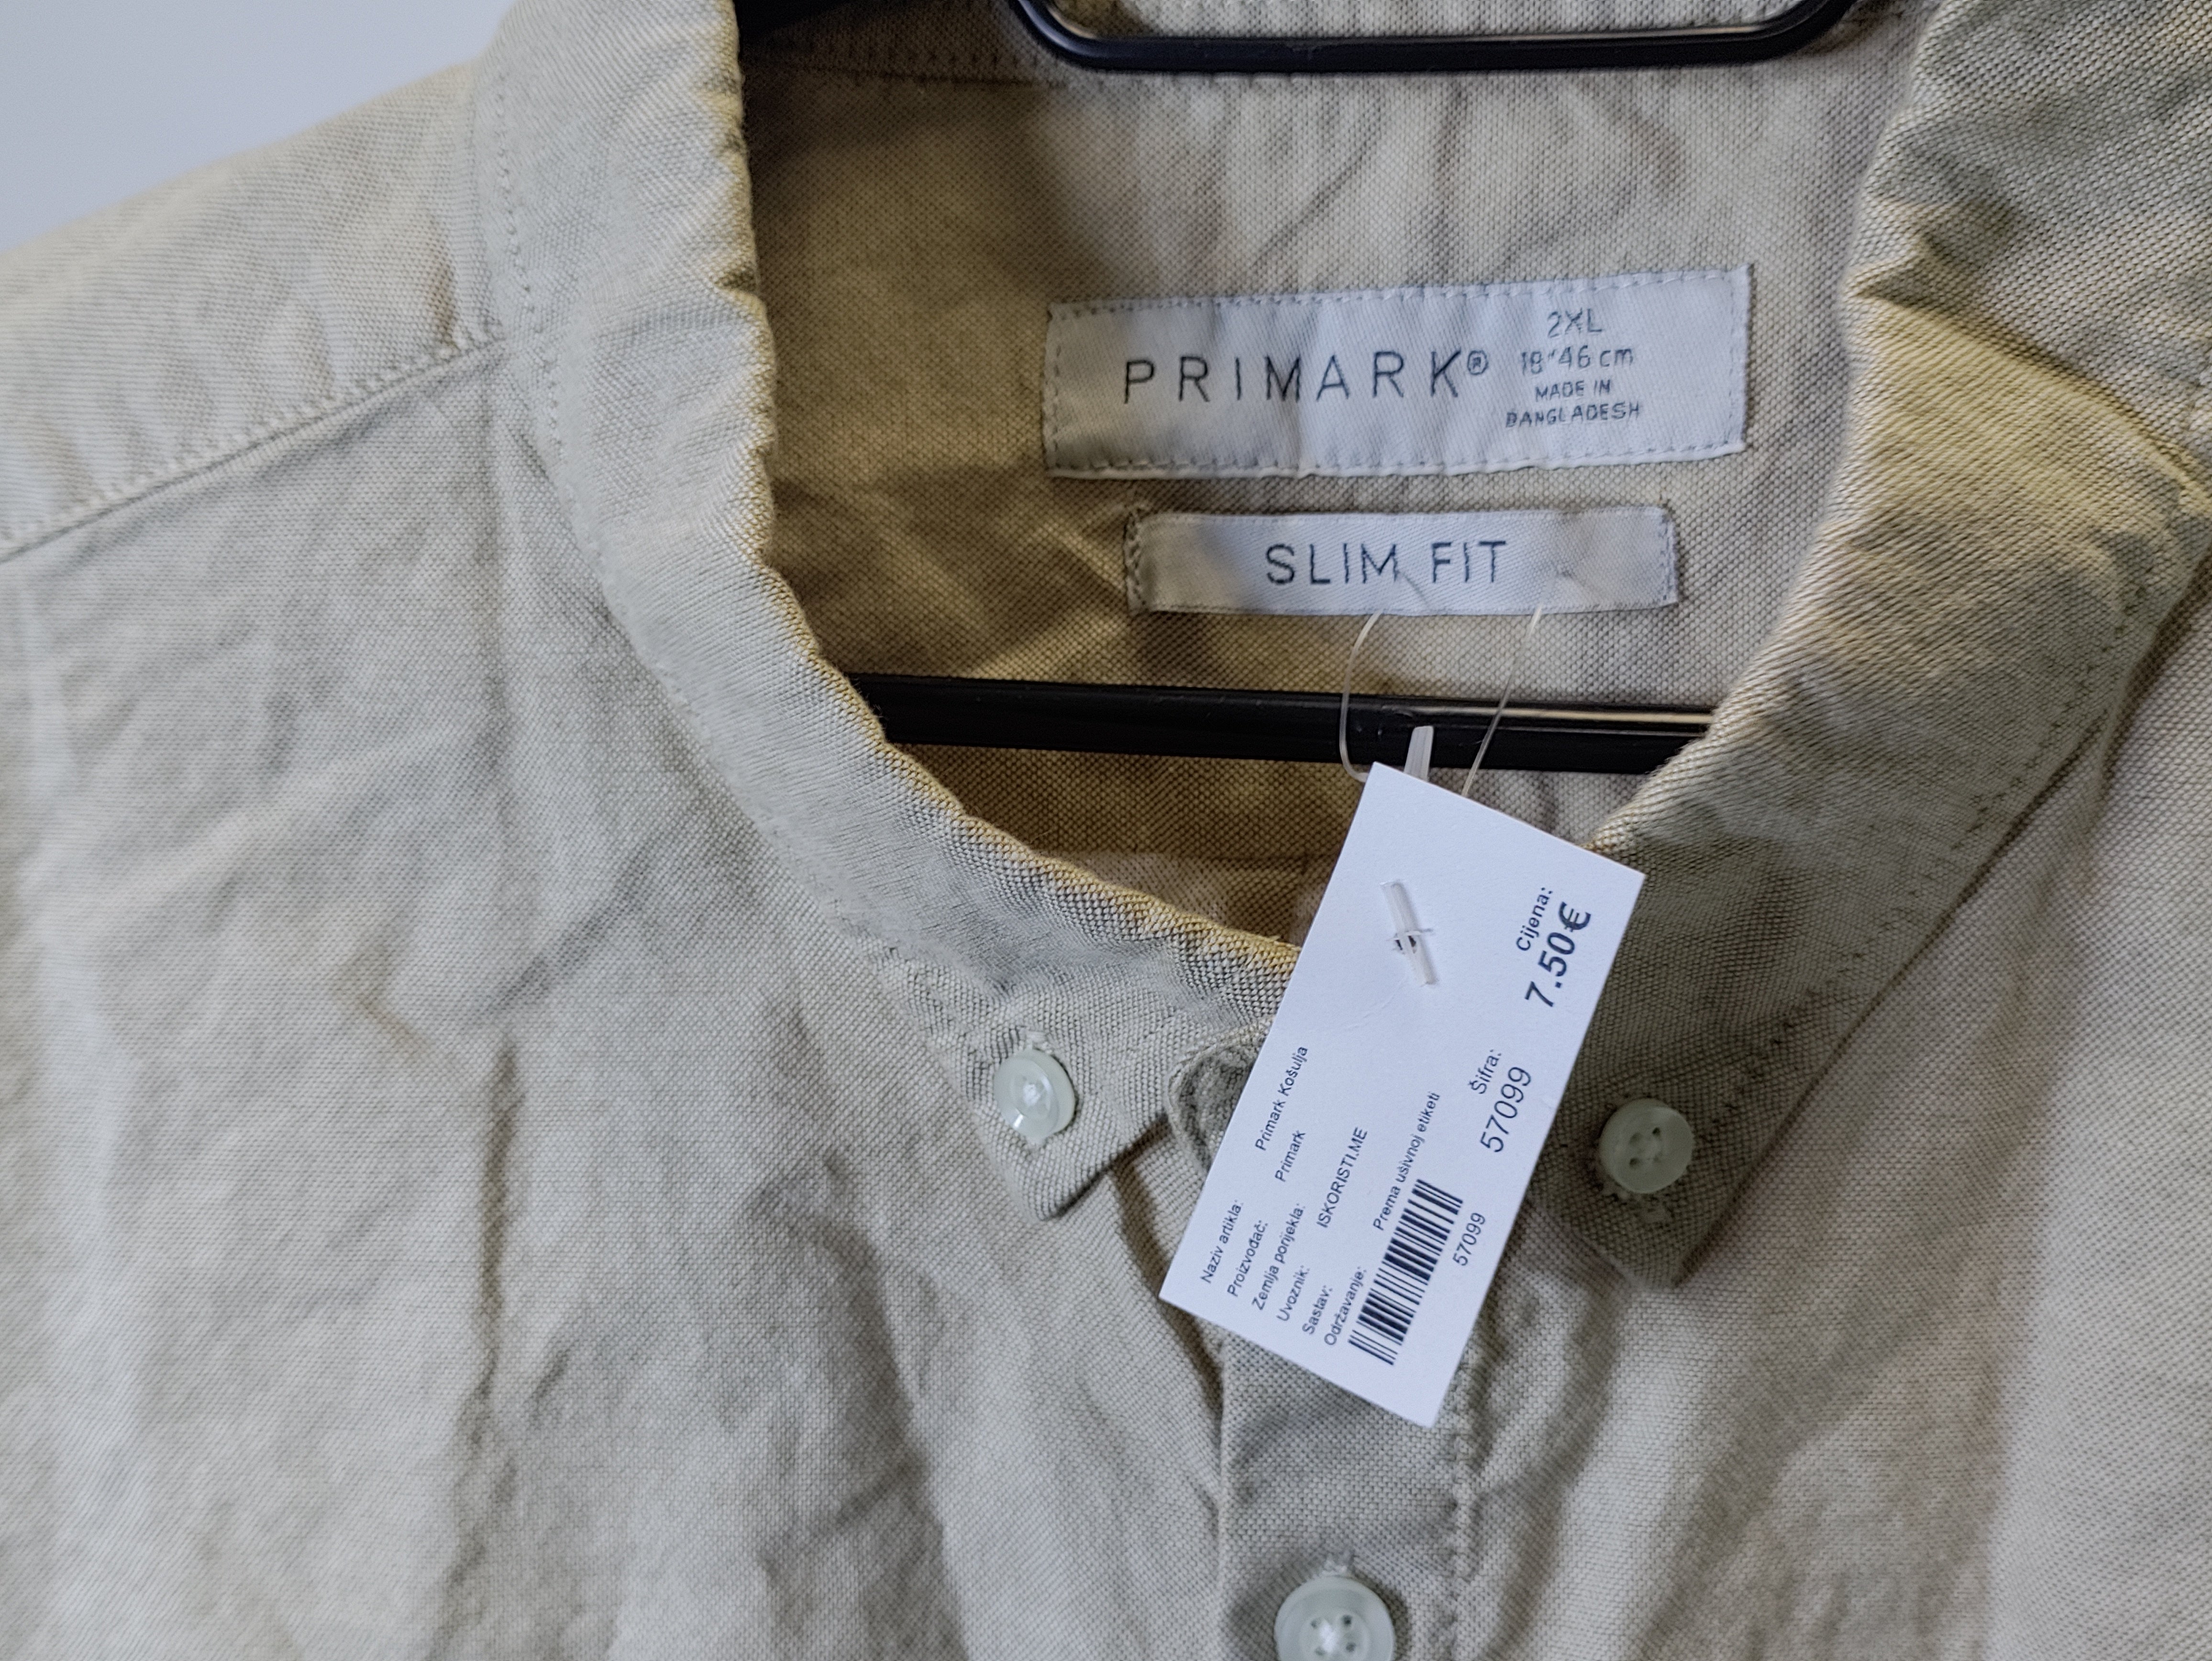 PRIMARK®
2XL
18" 46 cm
MADE IN
BANGLADESH
SLIM FIT
Naziv artikla: Primark Košulja
Proizvođač: Primark
Zemlja porijekla:
Uvoznik: ISKORISTI.ME
Sastav:
Održavanje: Prema ušivnoj etiketi
57099
Šifra:
57099
Cijena:
7.50€